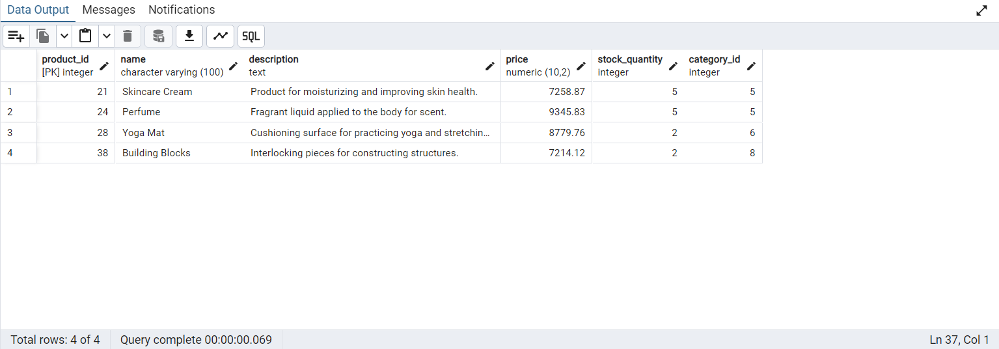 Data Output Messages Notifications
SQL
product_id name description price stock_quantity category_id
[PK] integer character varying (100) text numeric (10,2) integer integer
1 21 Skincare Cream Product for moisturizing and improving skin health. 7258.87 5 5
2 24 Perfume Fragrant liquid applied to the body for scent. 9345.83 5 5
3 28 Yoga Mat Cushioning surface for practicing yoga and stretchin… 8779.76 2 6
4 38 Building Blocks Interlocking pieces for constructing structures. 7214.12 2 8
Total rows: 4 of 4 Query complete 00:00:00.069 Ln 37, Col 1